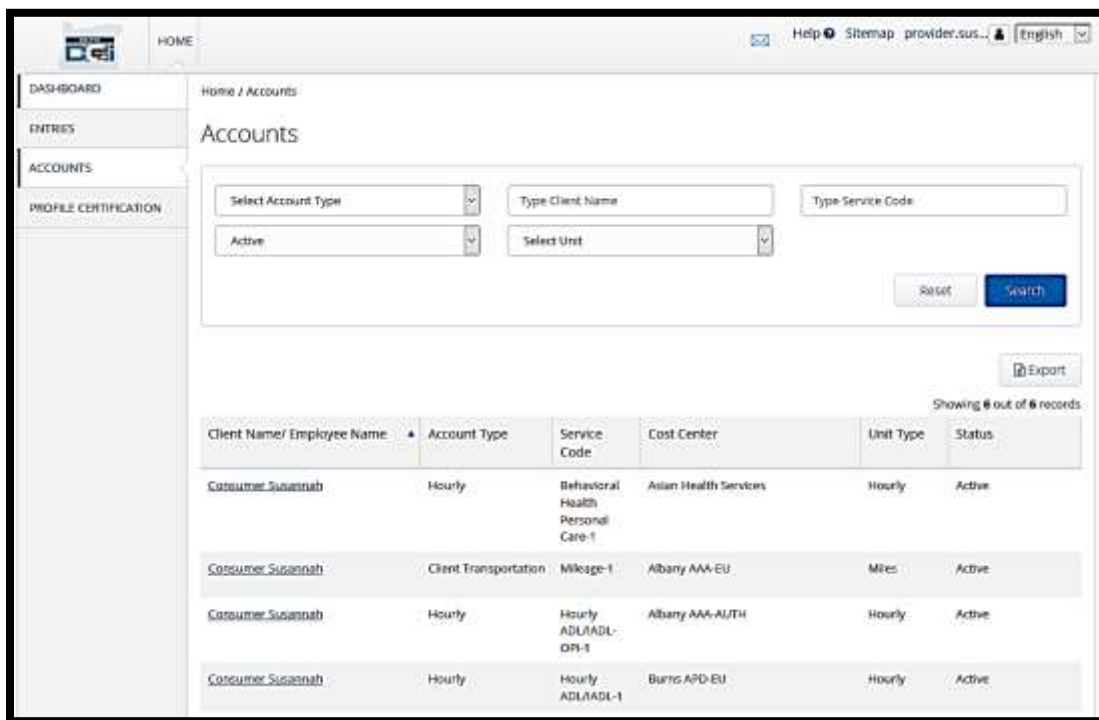 DCI
HOME
Help Sitemap provider.sus... English
DASHBOARD
ENTRIES
ACCOUNTS
PROFILE CERTIFICATION
Home / Accounts
Accounts
Select Account Type Type Client Name Type Service Code
Active Select Unit
Reset Search
Export
Showing 6 out of 6 records
Client Name/ Employee Name Account Type Service Cost Center Unit Type Status
Code
Consumer Susannah Hourly Behavioral Asian Health Services Hourly Active
Health
Personal
Care-1
Consumer Susannah Client Transportation Mileage-1 Albany AAA-EU Miles Active
Consumer Susannah Hourly Hourly Albany AAA-AUTH Hourly Active
ADL/IADL-
OPI-1
Consumer Susannah Hourly Hourly Burns APD-EU Hourly Active
ADL/IADL-1